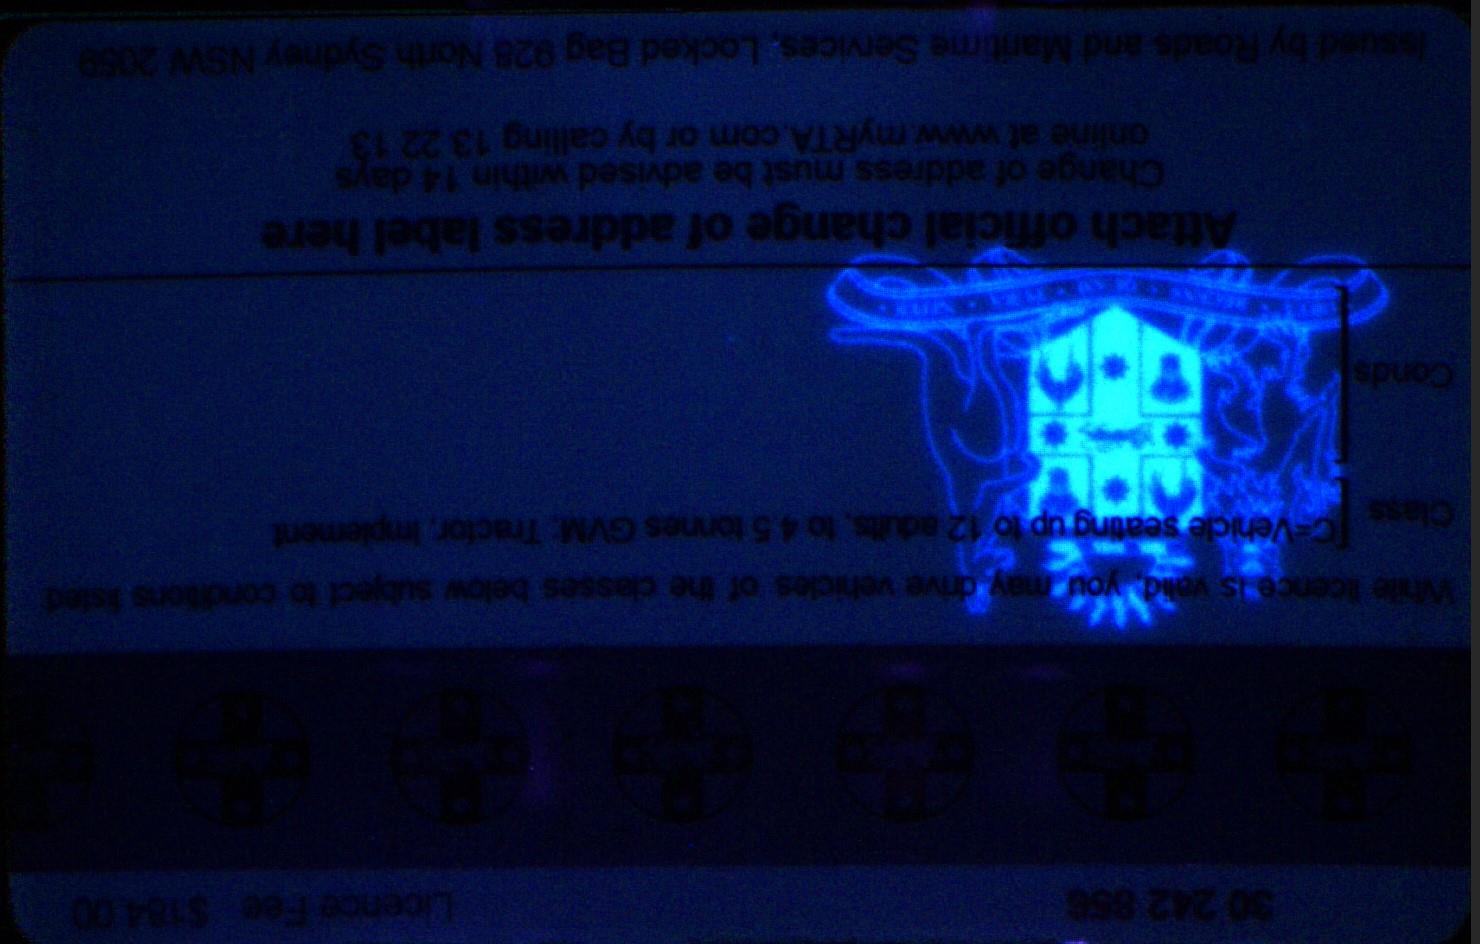 30 242 856 Licence Fee $184.00
While licence is valid, you may drive vehicles of the classes below subject to conditions listed
Class C=Vehicle seating up to 12 adults, to 4.5 tonnes GVM; Tractor, Implement
Conds
Attach official change of address label here
Change of address must be advised within 14 days
online at www.myRTA.com or by calling 13 22 13
Issued by Roads and Maritime Services, Locked Bag 928 North Sydney NSW 2059